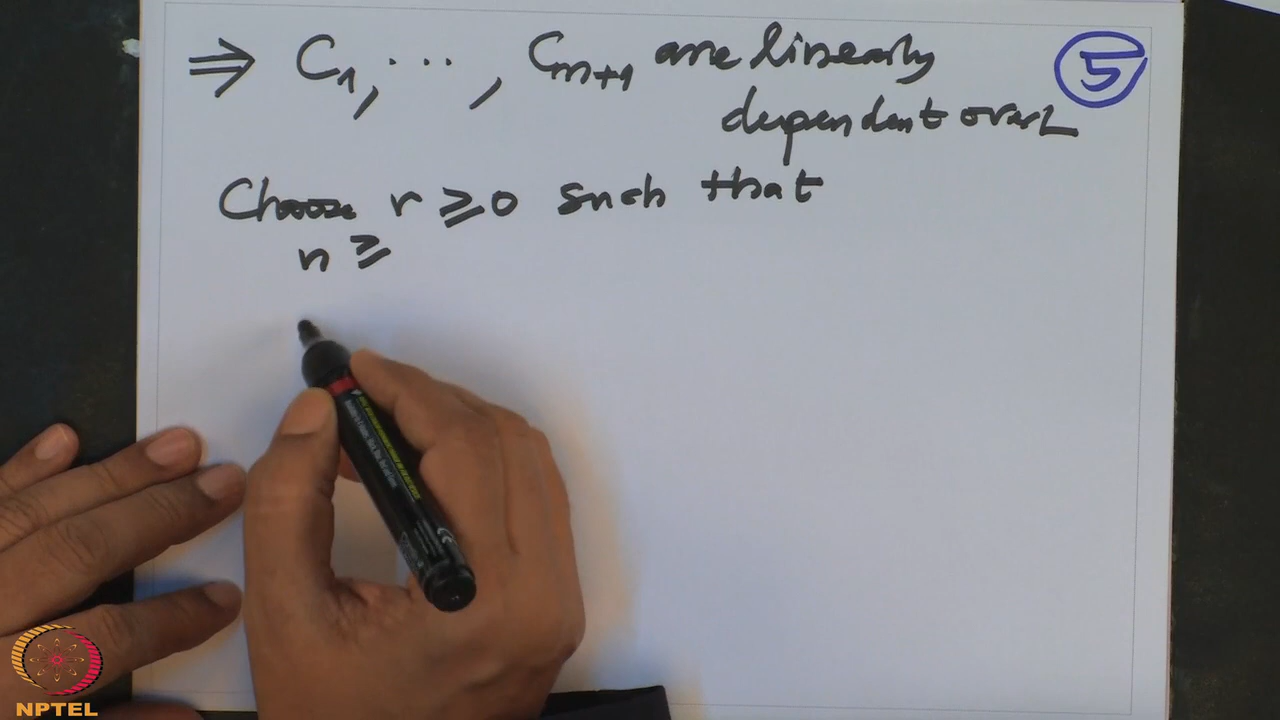 ⇒ C₁, ⋯, Cₘ₊₁ are linearly
dependent over L
Choose r ≥ 0 such that
n ≥
5
NPTEL